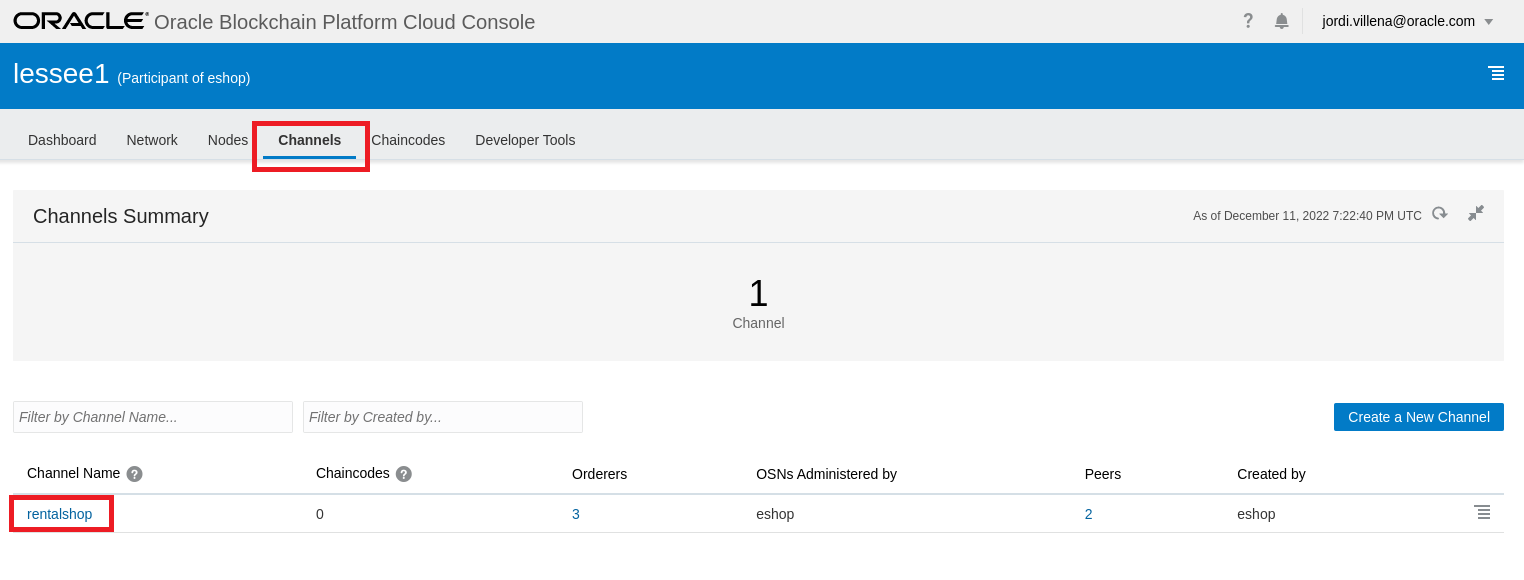 ORACLE® Oracle Blockchain Platform Cloud Console ? jordi.villena@oracle.com
lessee1 (Participant of eshop)
Dashboard Network Nodes Channels Chaincodes Developer Tools
Channels Summary As of December 11, 2022 7:22:40 PM UTC
1
Channel
Filter by Channel Name... Filter by Created by... Create a New Channel
Channel Name ? Chaincodes ? Orderers OSNs Administered by Peers Created by
rentalshop 0 3 eshop 2 eshop